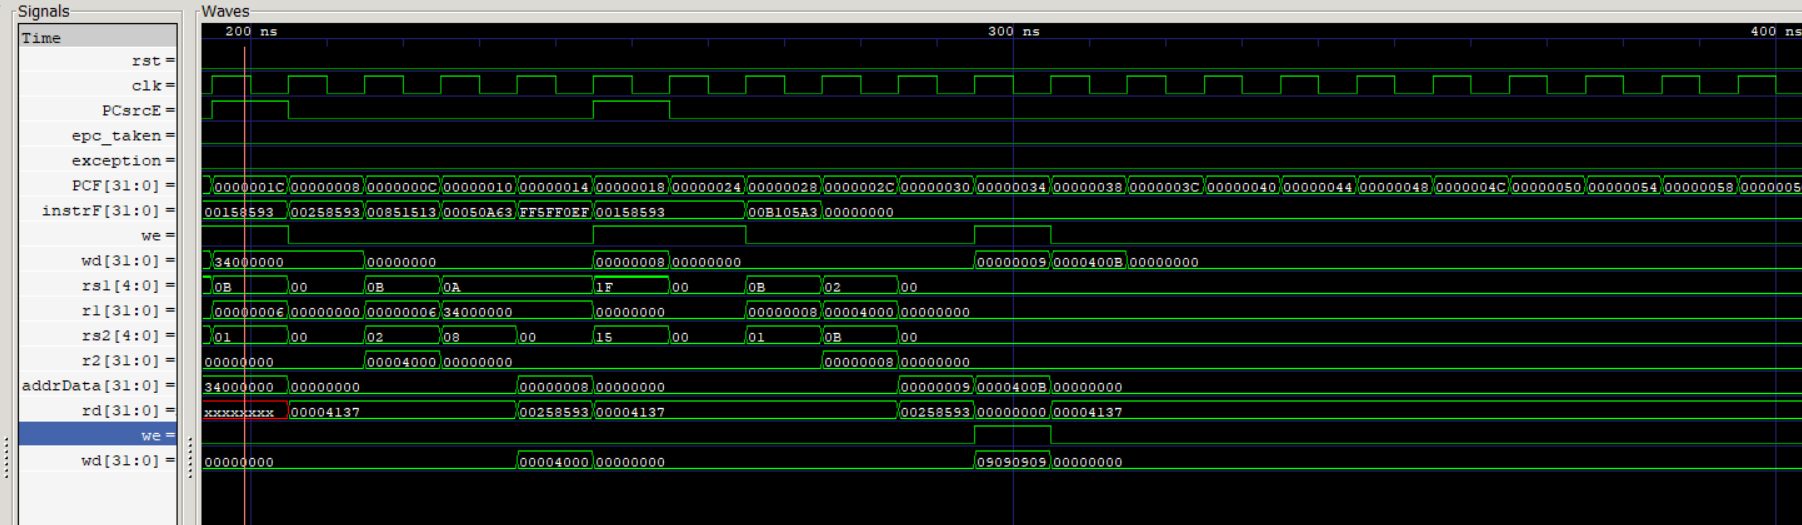 Signals Waves
Time 200 ns 300 ns 400 ns
rst =
clk =
PCsrcE =
epc_taken =
exception =
PCF[31:0] = 0000001C 00000008 0000000C 00000010 00000014 00000018 00000024 00000028 0000002C 00000030 00000034 00000038 0000003C 00000040 00000044 00000048 0000004C 00000050 00000054 00000058 0000005
instrF[31:0] = 00158593 00258593 00851513 00050A63 FF5FF0EF 00158593 00B105A3 00000000
we =
wd[31:0] = 34000000 00000000 00000008 00000000 00000009 0000400B 00000000
rs1[4:0] = 0B 00 0B 0A 1F 00 0B 02 00
r1[31:0] = 00000006 00000000 00000006 34000000 00000000 00000008 00004000 00000000
rs2[4:0] = 01 00 02 08 00 15 00 01 0B 00
r2[31:0] = 00000000 00004000 00000000 00000008 00000000
addrData[31:0] = 34000000 00000000 00000008 00000000 00000009 0000400B 00000000
rd[31:0] = xxxxxxxx 00004137 00258593 00004137 00258593 00000000 00004137
we =
wd[31:0] = 00000000 00004000 00000000 09090909 00000000